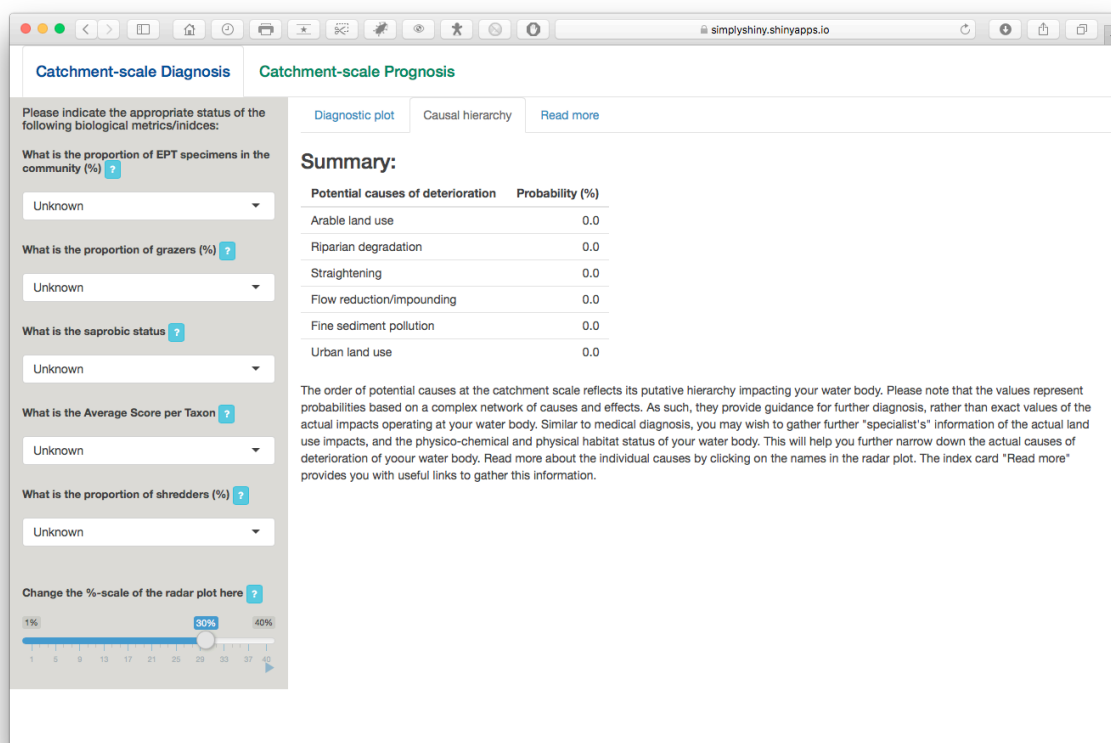 simplyshiny.shinyapps.io
Catchment-scale Diagnosis
Catchment-scale Prognosis
Please indicate the appropriate status of the
following biological metrics/inidces:
What is the proportion of EPT specimens in the
community (%) ?
Unknown
What is the proportion of grazers (%) ?
Unknown
What is the saprobic status ?
Unknown
What is the Average Score per Taxon ?
Unknown
What is the proportion of shredders (%) ?
Unknown
Change the %-scale of the radar plot here ?
1% 30% 40%
1 5 9 13 17 21 25 29 33 37 40
Diagnostic plot Causal hierarchy Read more
Summary:
Potential causes of deterioration Probability (%)
Arable land use 0.0
Riparian degradation 0.0
Straightening 0.0
Flow reduction/impounding 0.0
Fine sediment pollution 0.0
Urban land use 0.0
The order of potential causes at the catchment scale reflects its putative hierarchy impacting your water body. Please note that the values represent
probabilities based on a complex network of causes and effects. As such, they provide guidance for further diagnosis, rather than exact values of the
actual impacts operating at your water body. Similar to medical diagnosis, you may wish to gather further "specialist's" information of the actual land
use impacts, and the physico-chemical and physical habitat status of your water body. This will help you further narrow down the actual causes of
deterioration of yoour water body. Read more about the individual causes by clicking on the names in the radar plot. The index card "Read more"
provides you with useful links to gather this information.